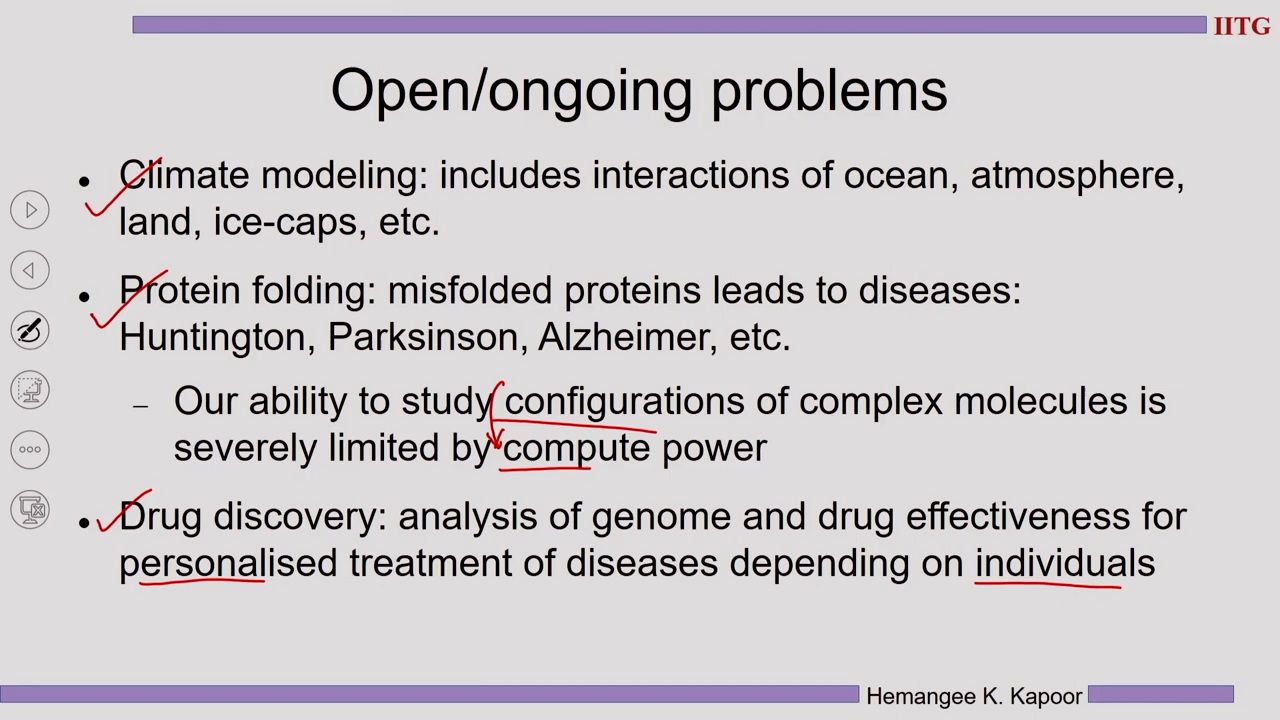 IITG
Open/ongoing problems
• Climate modeling: includes interactions of ocean, atmosphere,
land, ice-caps, etc.
• Protein folding: misfolded proteins leads to diseases:
Huntington, Parksinson, Alzheimer, etc.
– Our ability to study configurations of complex molecules is
severely limited by compute power
• Drug discovery: analysis of genome and drug effectiveness for
personalised treatment of diseases depending on individuals
Hemangee K. Kapoor